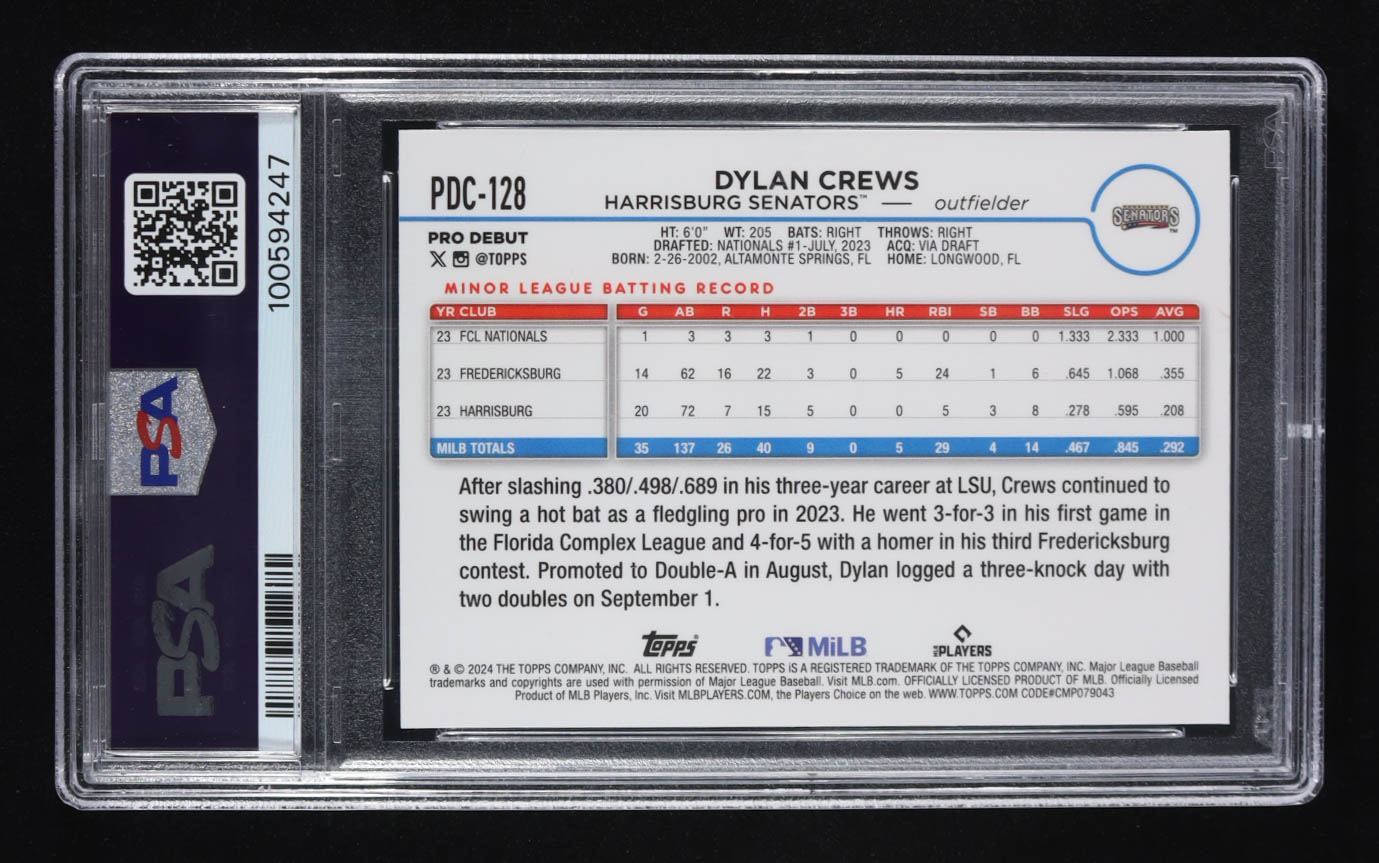 100594247
PSA
PSA
PDC-128
DYLAN CREWS
HARRISBURG SENATORS™ — outfielder
SENATORS™
PRO DEBUT
@TOPPS
HT: 6'0" WT: 205 BATS: RIGHT THROWS: RIGHT
DRAFTED: NATIONALS #1-JULY, 2023 ACQ: VIA DRAFT
BORN: 2-26-2002, ALTAMONTE SPRINGS, FL HOME: LONGWOOD, FL
MINOR LEAGUE BATTING RECORD
YR CLUB G AB R H 2B 3B HR RBI SB BB SLG OPS AVG
23 FCL NATIONALS 1 3 3 3 1 0 0 0 0 0 1.333 2.333 1.000
23 FREDERICKSBURG 14 62 16 22 3 0 5 24 1 6 .645 1.068 .355
23 HARRISBURG 20 72 7 15 5 0 0 5 3 8 .278 .595 .208
MILB TOTALS 35 137 26 40 9 0 5 29 4 14 .467 .845 .292
After slashing .380/.498/.689 in his three-year career at LSU, Crews continued to
swing a hot bat as a fledgling pro in 2023. He went 3-for-3 in his first game in
the Florida Complex League and 4-for-5 with a homer in his third Fredericksburg
contest. Promoted to Double-A in August, Dylan logged a three-knock day with
two doubles on September 1.
Topps® MiLB PLAYERS
® & © 2024 THE TOPPS COMPANY, INC. ALL RIGHTS RESERVED. TOPPS IS A REGISTERED TRADEMARK OF THE TOPPS COMPANY, INC. Major League Baseball
trademarks and copyrights are used with permission of Major League Baseball. Visit MLB.com. OFFICIALLY LICENSED PRODUCT OF MLB. Officially Licensed
Product of MLB Players, Inc. Visit MLBPLAYERS.COM, the Players Choice on the web. WWW.TOPPS.COM CODE#CMP079043